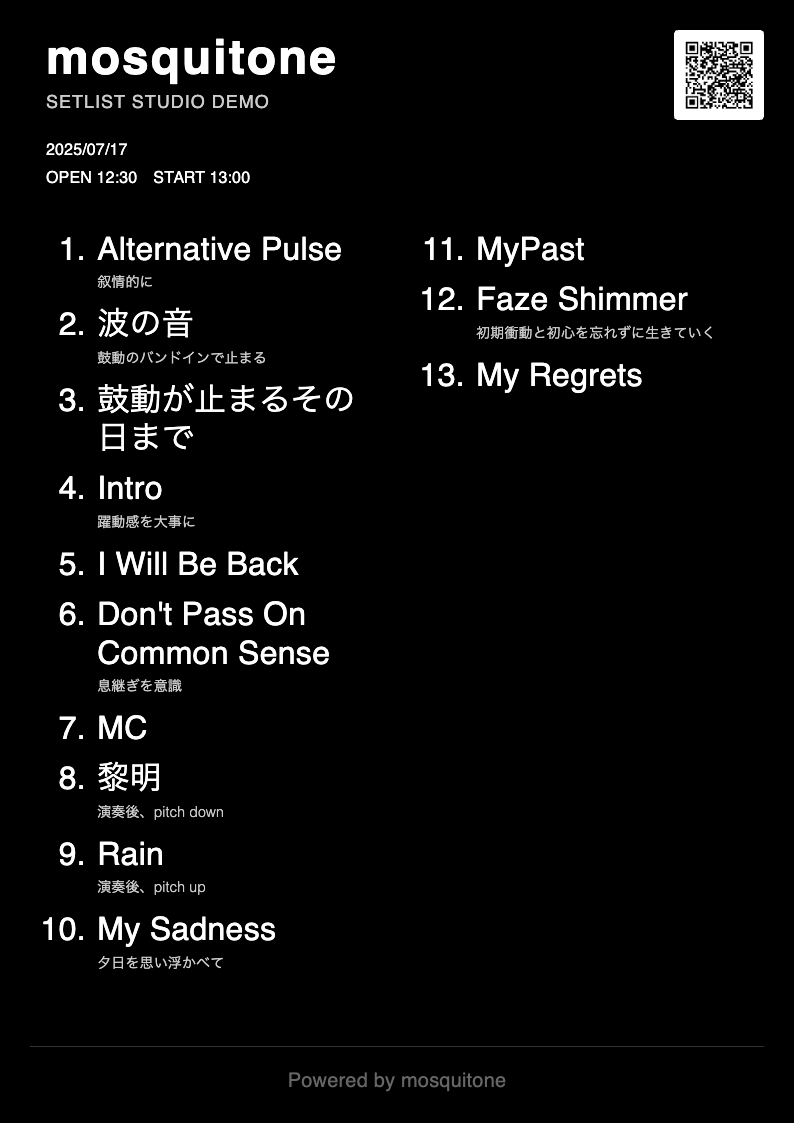 mosquitone
SETLIST STUDIO DEMO
2025/07/17
OPEN 12:30 START 13:00
1. Alternative Pulse
叙情的に
2. 波の音
鼓動のバンドインで止まる
3. 鼓動が止まるその
日まで
4. Intro
躍動感を大事に
5. I Will Be Back
6. Don't Pass On
Common Sense
息継ぎを意識
7. MC
8. 黎明
演奏後、pitch down
9. Rain
演奏後、pitch up
10. My Sadness
夕日を思い浮かべて
11. MyPast
12. Faze Shimmer
初期衝動と初心を忘れずに生きていく
13. My Regrets
Powered by mosquitone